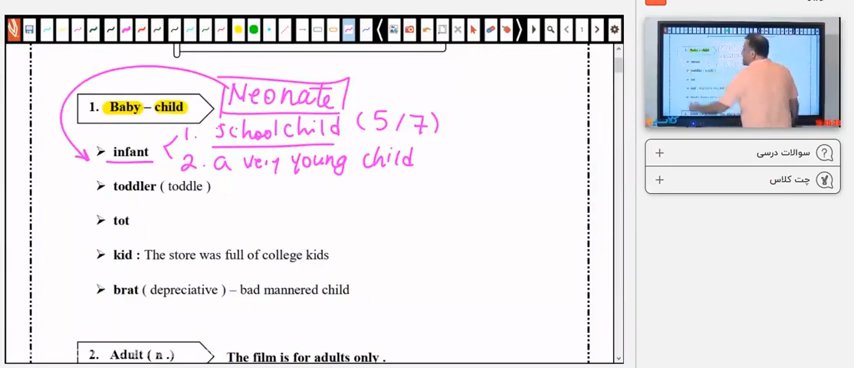 Neonate
1. Baby – child
1. schoolchild (5/7)
infant
2. a very young child
toddler ( toddle )
tot
kid : The store was full of college kids
brat ( depreciative ) – bad mannered child
2. Adult ( n .)
The film is for adults only .
سوالات درسی
چت کلاس